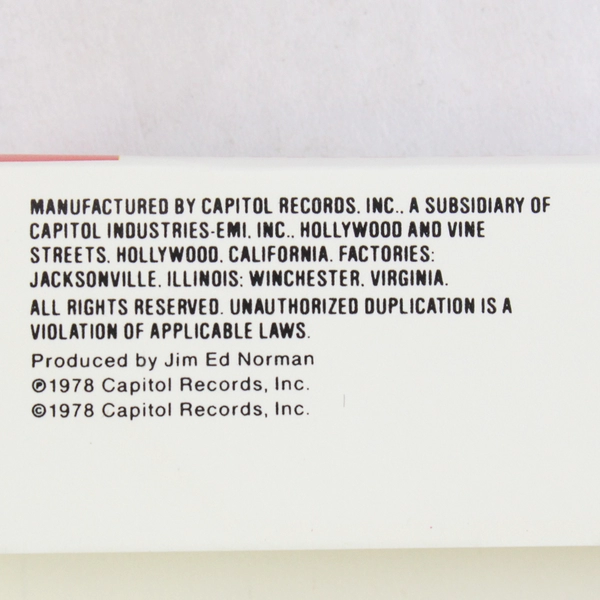 MANUFACTURED BY CAPITOL RECORDS, INC., A SUBSIDIARY OF
CAPITOL INDUSTRIES-EMI, INC., HOLLYWOOD AND VINE
STREETS, HOLLYWOOD, CALIFORNIA. FACTORIES:
JACKSONVILLE, ILLINOIS; WINCHESTER, VIRGINIA.
ALL RIGHTS RESERVED. UNAUTHORIZED DUPLICATION IS A
VIOLATION OF APPLICABLE LAWS.
Produced by Jim Ed Norman
℗1978 Capitol Records, Inc.
©1978 Capitol Records, Inc.